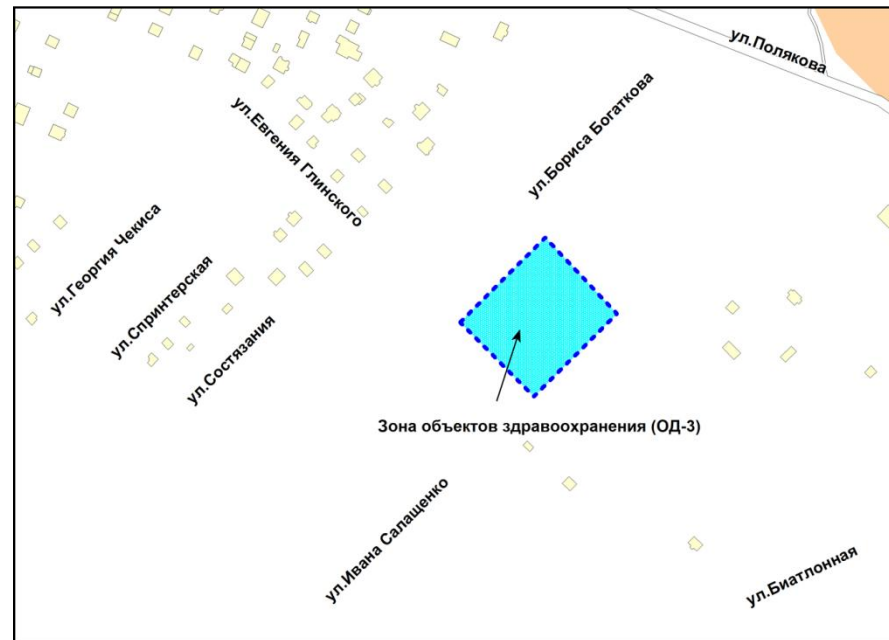 ул.Полякова
ул.Бориса Богаткова
ул.Евгения Глинского
ул.Георгия Чекиса
ул.Спринтерская
ул.Состязания
Зона объектов здравоохранения (ОД-3)
ул.Ивана Салащенко
ул.Биатлонная